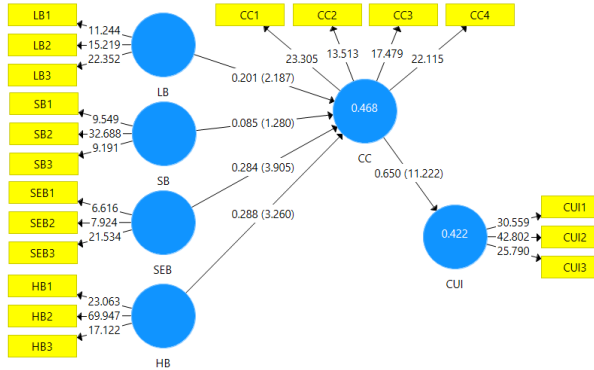 LB1
LB2
LB3
11.244
15.219
22.352
LB
SB1
SB2
SB3
9.549
32.688
9.191
SB
SEB1
SEB2
SEB3
6.616
7.924
21.534
SEB
HB1
HB2
HB3
23.063
69.947
17.122
HB
CC1
CC2
CC3
CC4
23.305
13.513
17.479
22.115
0.201 (2.187)
0.085 (1.280)
0.284 (3.905)
0.288 (3.260)
0.468
CC
0.650 (11.222)
0.422
CUI
30.559
42.802
25.790
CUI1
CUI2
CUI3